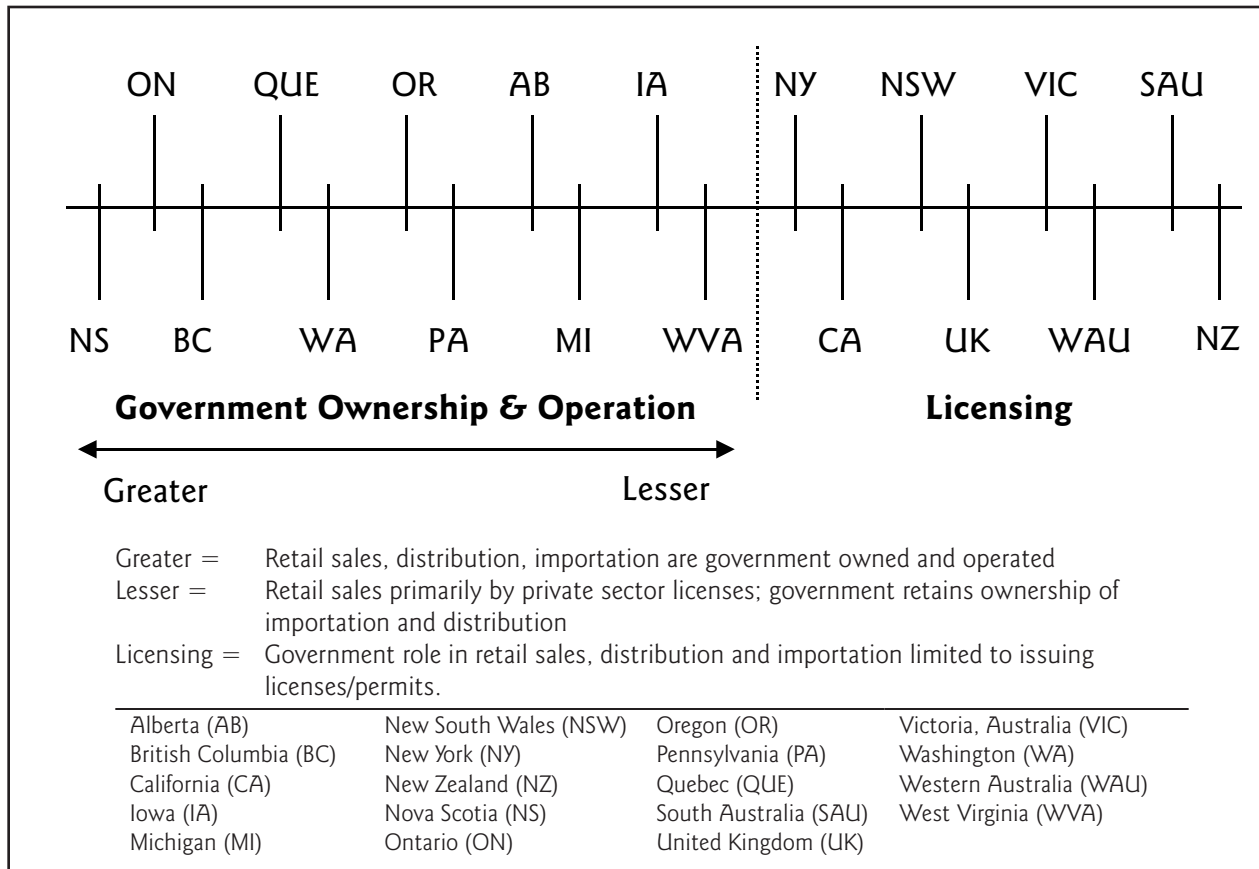 ON QUE OR AB IA NY NSW VIC SAU
NS BC WA PA MI WVA CA UK WAU NZ
Government Ownership & Operation Licensing
Greater Lesser
Greater = Retail sales, distribution, importation are government owned and operated
Lesser = Retail sales primarily by private sector licenses; government retains ownership of
importation and distribution
Licensing = Government role in retail sales, distribution and importation limited to issuing
licenses/permits.
Alberta (AB) New South Wales (NSW) Oregon (OR) Victoria, Australia (VIC)
British Columbia (BC) New York (NY) Pennsylvania (PA) Washington (WA)
California (CA) New Zealand (NZ) Quebec (QUE) Western Australia (WAU)
Iowa (IA) Nova Scotia (NS) South Australia (SAU) West Virginia (WVA)
Michigan (MI) Ontario (ON) United Kingdom (UK)